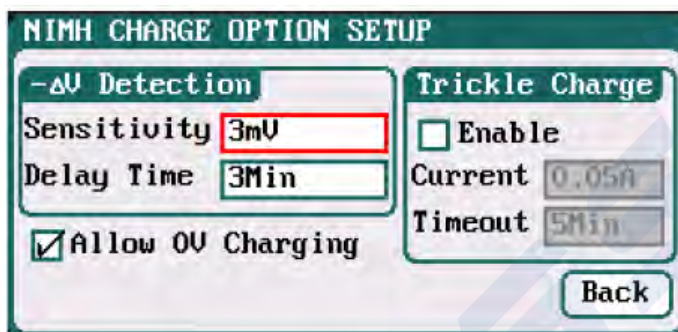 NIMH CHARGE OPTION SETUP
-ΔV Detection
Sensitivity 3mV
Delay Time 3Min
Allow 0V Charging
Trickle Charge
Enable
Current 0.05A
Timeout 5Min
Back